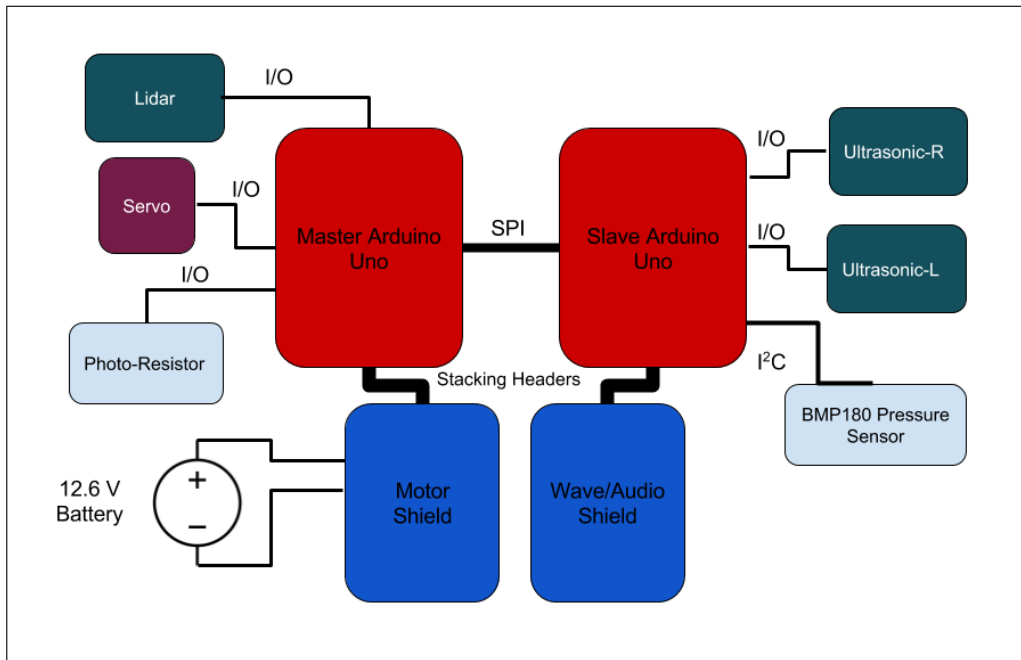 Lidar
I/O
Servo
I/O
I/O
Photo-Resistor
Master Arduino
Uno
SPI
Slave Arduino
Uno
I/O
Ultrasonic-R
I/O
Ultrasonic-L
I²C
BMP180 Pressure
Sensor
Stacking Headers
12.6 V
Battery
+
−
Motor
Shield
Wave/Audio
Shield